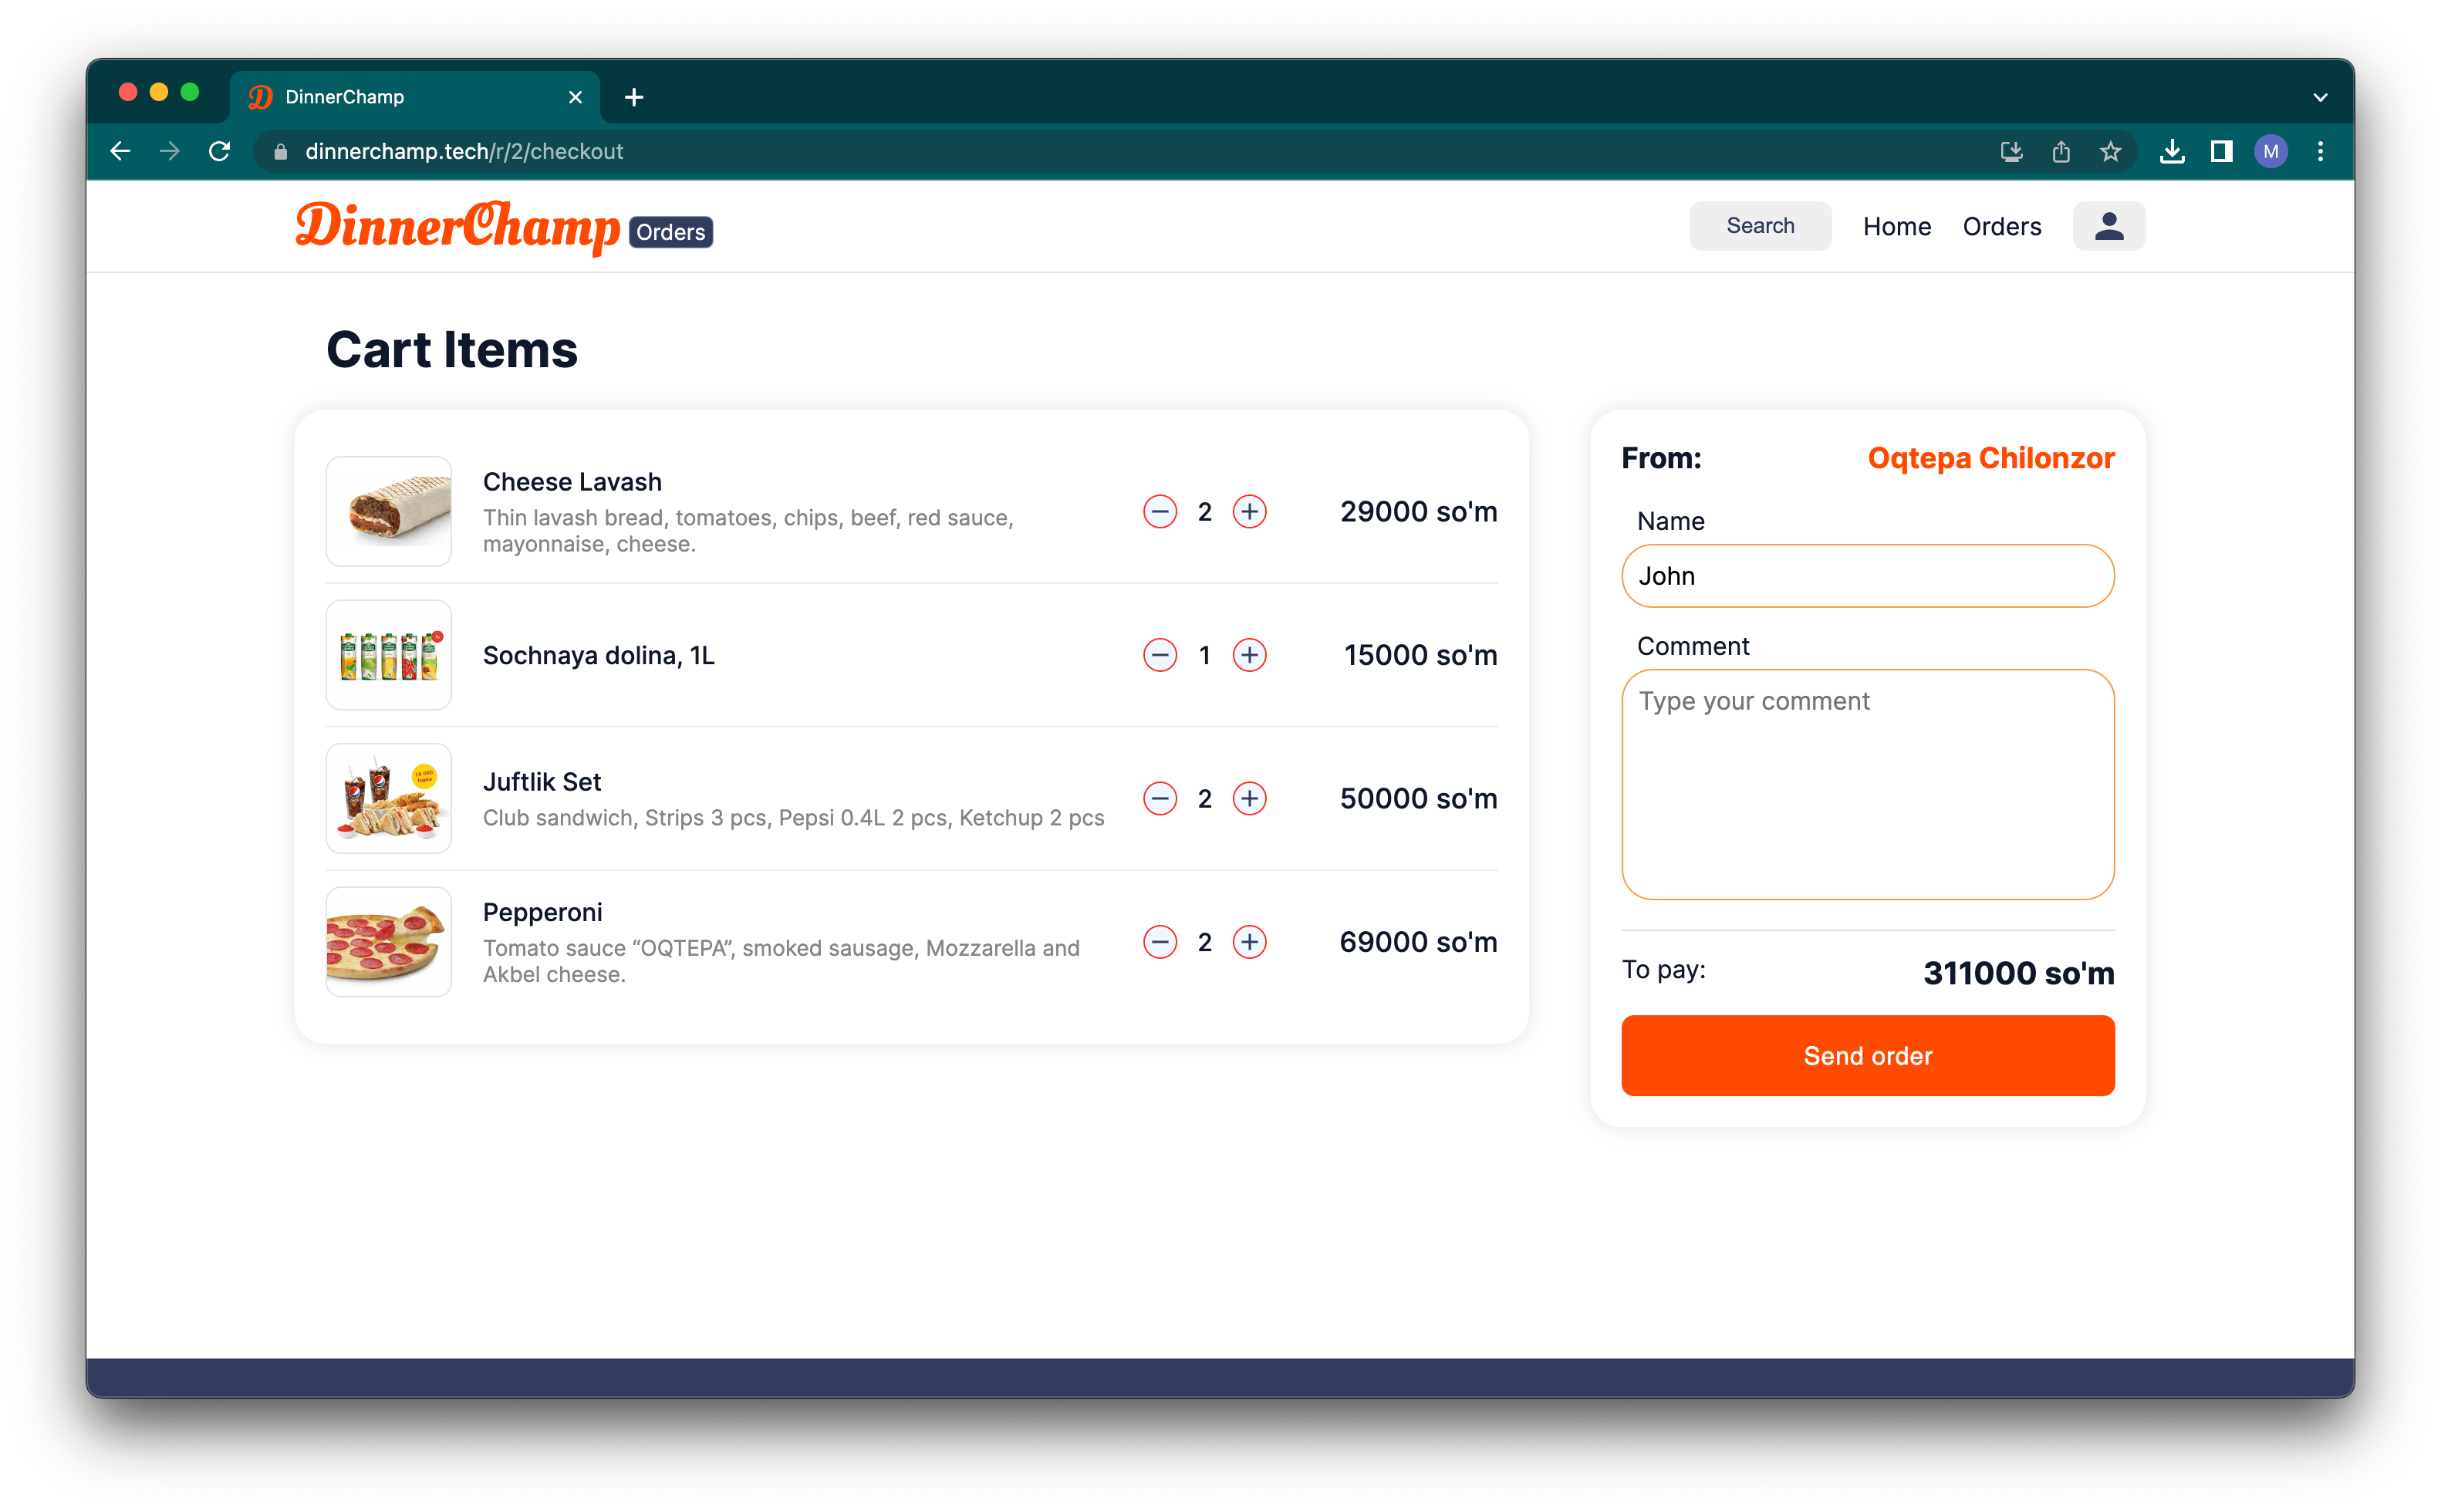 DinnerChamp
dinnerchamp.tech/r/2/checkout
M
DinnerChamp Orders
Search
Home
Orders
Cart Items
Cheese Lavash
Thin lavash bread, tomatoes, chips, beef, red sauce,
mayonnaise, cheese.
2
29000 so'm
Sochnaya dolina, 1L
1
15000 so'm
Juftlik Set
Club sandwich, Strips 3 pcs, Pepsi 0.4L 2 pcs, Ketchup 2 pcs
2
50000 so'm
Pepperoni
Tomato sauce “OQTEPA”, smoked sausage, Mozzarella and
Akbel cheese.
2
69000 so'm
From:
Oqtepa Chilonzor
Name
John
Comment
Type your comment
To pay:
311000 so'm
Send order